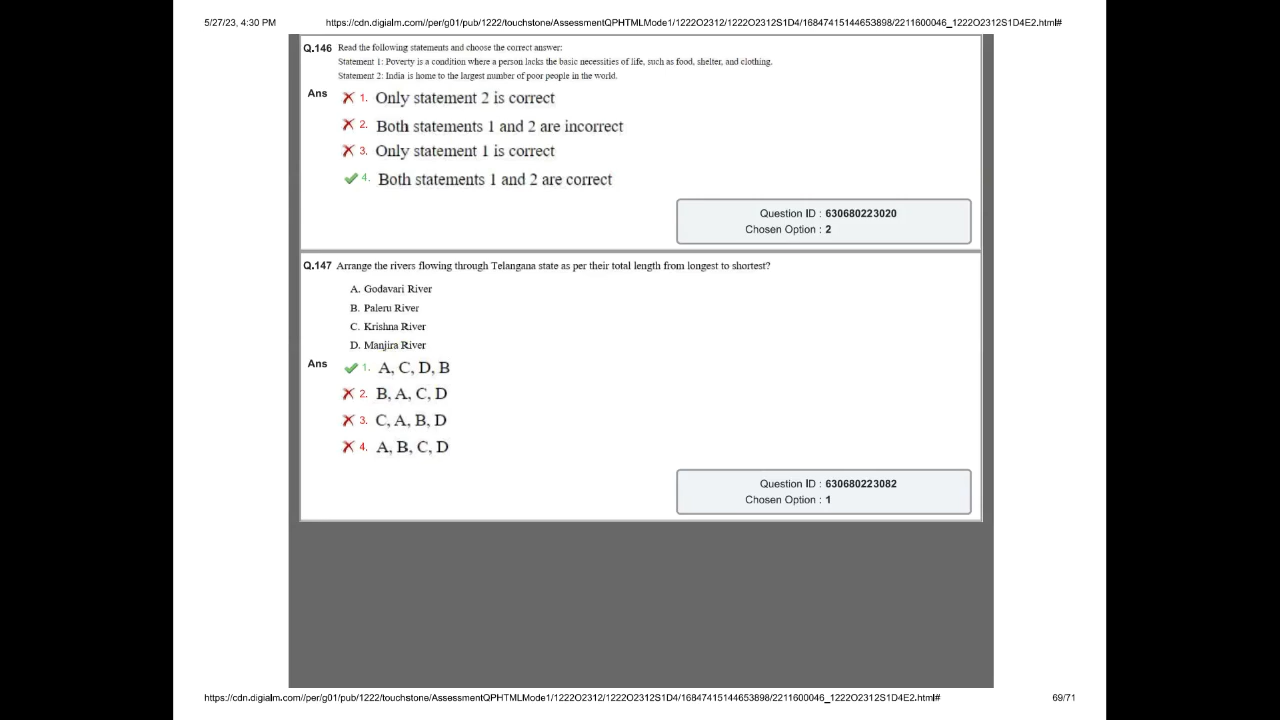 5/27/23, 4:30 PM https://cdn.digialm.com//per/g01/pub/1222/touchstone/AssessmentQPHTMLMode1/1222O2312/1222O2312S1D4/16847415144653898/2211600046_1222O2312S1D4E2.html#
Q.146 Read the following statements and choose the correct answer:
Statement 1: Poverty is a condition where a person lacks the basic necessities of life, such as food, shelter, and clothing.
Statement 2: India is home to the largest number of poor people in the world.
Ans 1. Only statement 2 is correct
2. Both statements 1 and 2 are incorrect
3. Only statement 1 is correct
4. Both statements 1 and 2 are correct
Question ID : 630680223020
Chosen Option : 2
Q.147 Arrange the rivers flowing through Telangana state as per their total length from longest to shortest?
A. Godavari River
B. Paleru River
C. Krishna River
D. Manjira River
Ans 1. A, C, D, B
2. B, A, C, D
3. C, A, B, D
4. A, B, C, D
Question ID : 630680223082
Chosen Option : 1
https://cdn.digialm.com//per/g01/pub/1222/touchstone/AssessmentQPHTMLMode1/1222O2312/1222O2312S1D4/16847415144653898/2211600046_1222O2312S1D4E2.html# 69/71